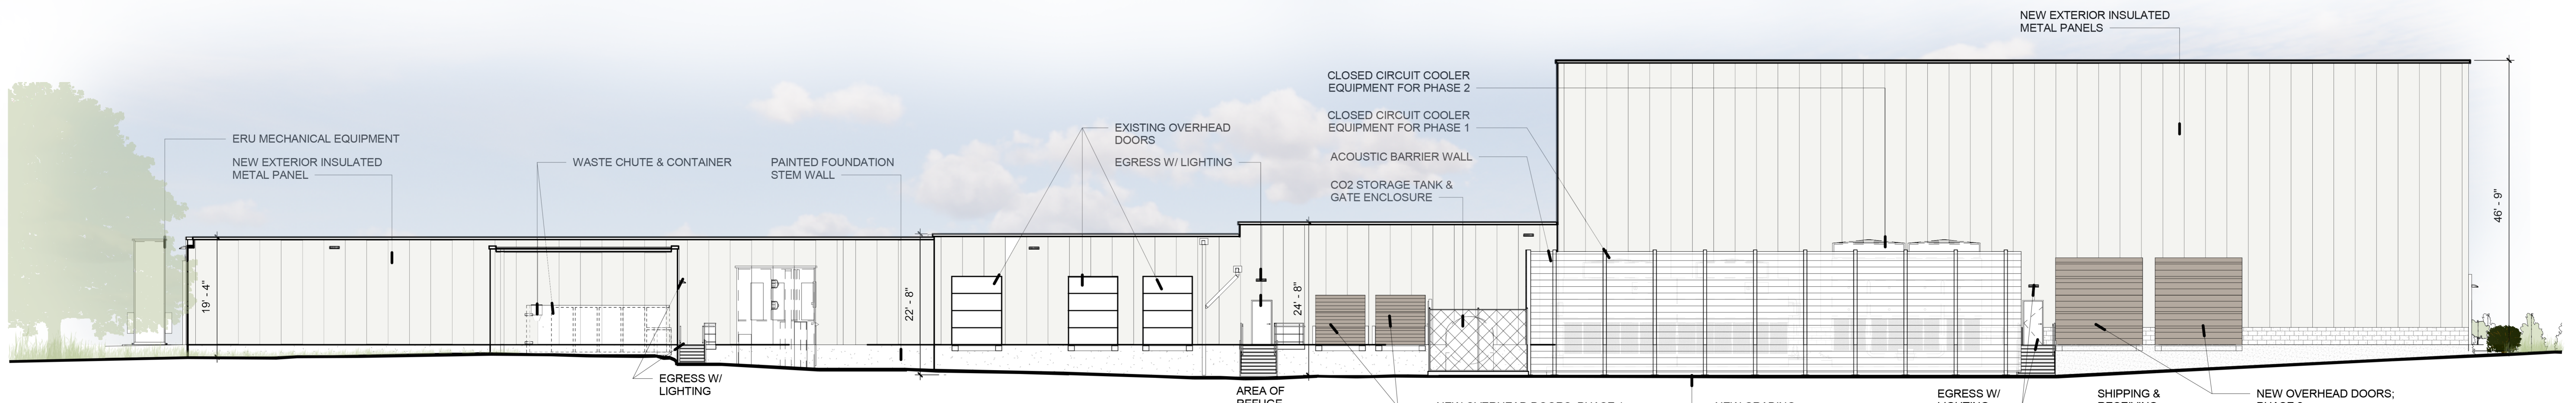 NEW EXTERIOR INSULATED
METAL PANELS
CLOSED CIRCUIT COOLER
EQUIPMENT FOR PHASE 2
CLOSED CIRCUIT COOLER
EQUIPMENT FOR PHASE 1
ACOUSTIC BARRIER WALL
CO2 STORAGE TANK &
GATE ENCLOSURE
EXISTING OVERHEAD
DOORS
EGRESS W/ LIGHTING
ERU MECHANICAL EQUIPMENT
NEW EXTERIOR INSULATED
METAL PANEL
WASTE CHUTE & CONTAINER
PAINTED FOUNDATION
STEM WALL
19' - 4"
22' - 8"
24' - 8"
46' - 9"
EGRESS W/
LIGHTING
AREA OF
EGRESS W/
SHIPPING &
NEW OVERHEAD DOORS;